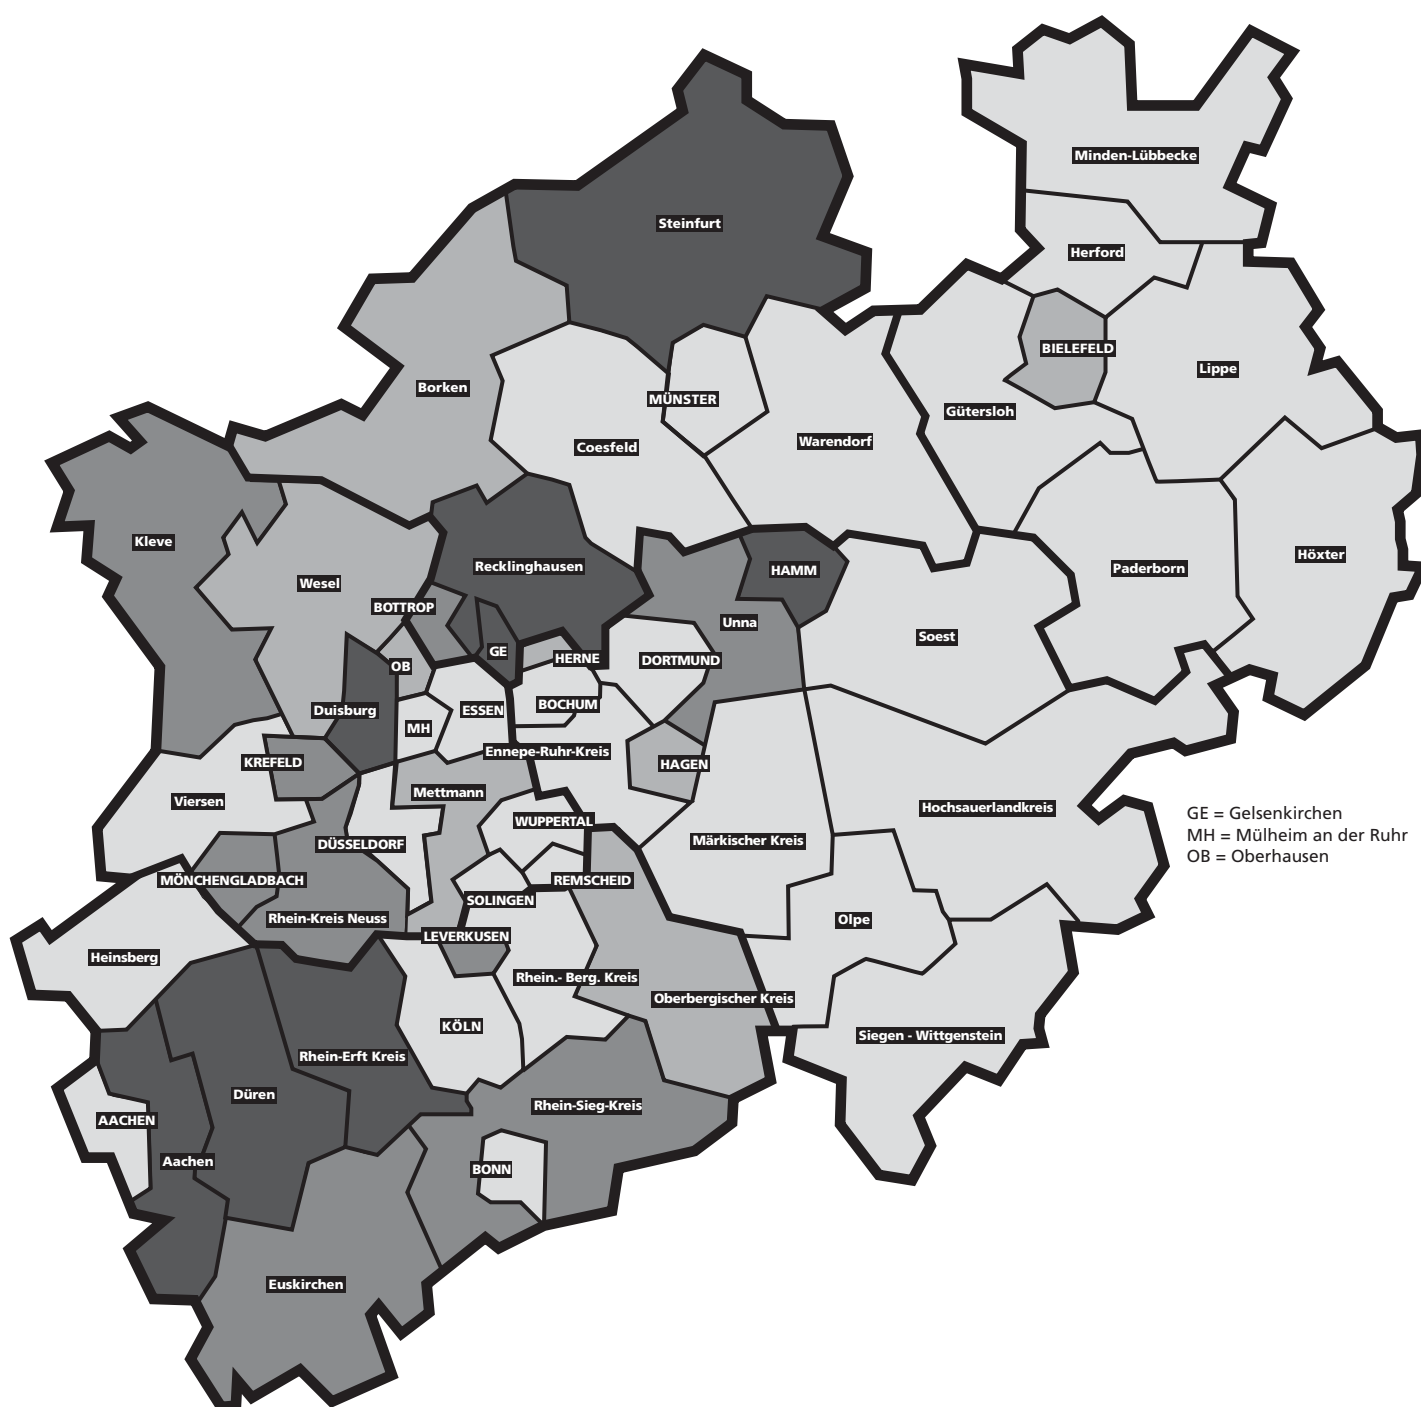 Minden-Lübbecke
Steinfurt
Herford
BIELEFELD
Lippe
Borken
MÜNSTER
Gütersloh
Coesfeld
Warendorf
Kleve
Höxter
Recklinghausen
HAMM
Paderborn
Wesel
BOTTROP
Unna
Soest
GE
HERNE
DORTMUND
OB
Duisburg
ESSEN
BOCHUM
MH
Ennepe-Ruhr-Kreis
KREFELD
HAGEN
Mettmann
Viersen
Hochsauerlandkreis
GE = Gelsenkirchen
MH = Mülheim an der Ruhr
OB = Oberhausen
WUPPERTAL
DÜSSELDORF
Märkischer Kreis
MÖNCHENGLADBACH
REMSCHEID
SOLINGEN
Rhein-Kreis Neuss
Olpe
LEVERKUSEN
Heinsberg
Rhein.- Berg. Kreis
Oberbergischer Kreis
KÖLN
Siegen - Wittgenstein
Rhein-Erft Kreis
Düren
Rhein-Sieg-Kreis
AACHEN
Aachen
BONN
Euskirchen